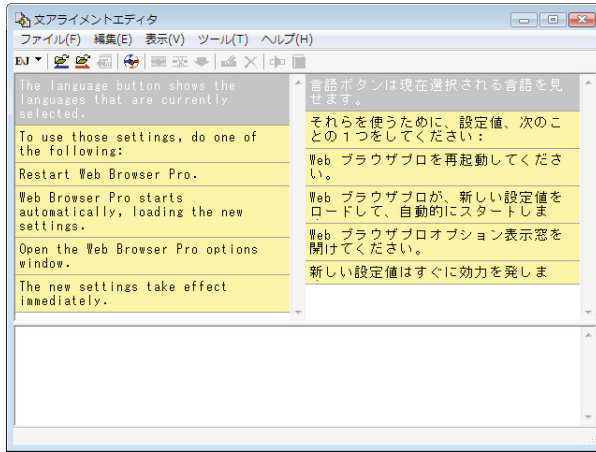 文アライメントエディタ
ファイル(F) 編集(E) 表示(V) ツール(T) ヘルプ(H)
EJ
The language button shows the
languages that are currently
selected.
To use those settings, do one of
the following:
Restart Web Browser Pro.
Web Browser Pro starts
automatically, loading the new
settings.
Open the Web Browser Pro options
window.
The new settings take effect
immediately.
言語ボタンは現在選択される言語を見
せます。
それらを使うために、設定値、次のこ
との１つをしてください：
Web ブラウザプロを再起動してくださ
い。
Web ブラウザプロが、新しい設定値を
ロードして、自動的にスタートしま
Web ブラウザプロオプション表示窓を
開けてください。
新しい設定値はすぐに効力を発しま